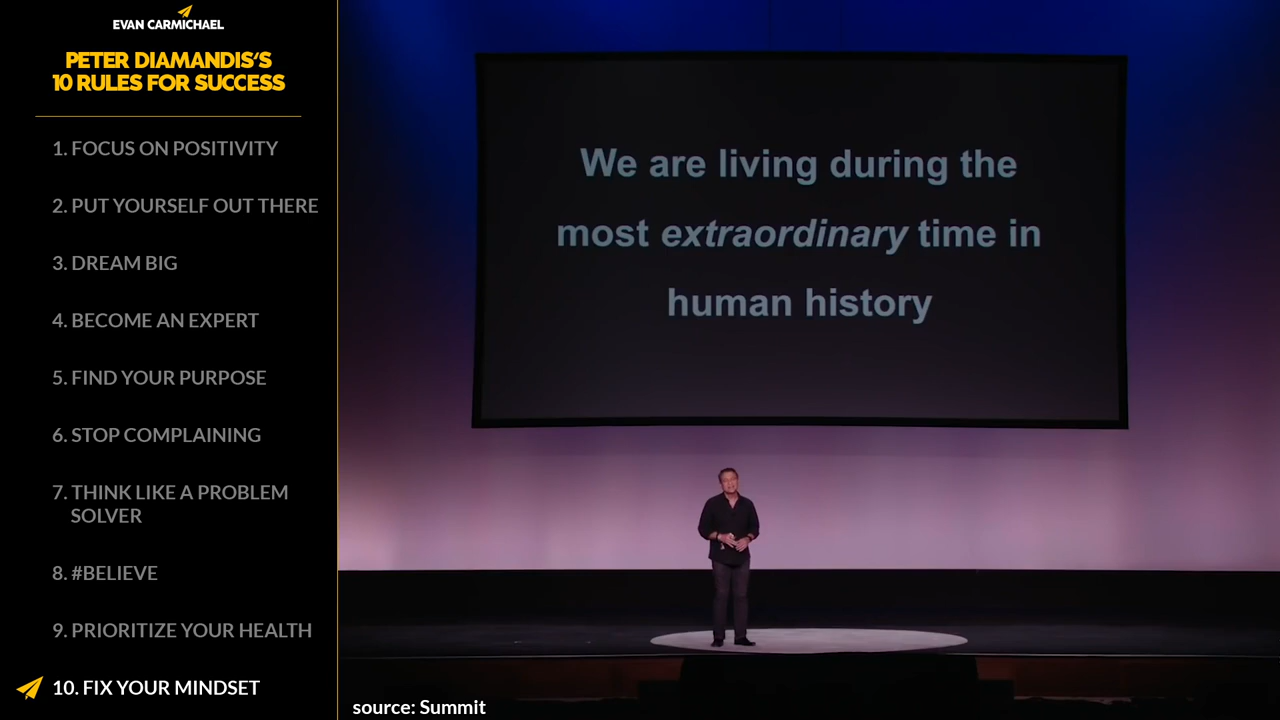 EVAN CARMICHAEL
PETER DIAMANDIS'S
10 RULES FOR SUCCESS
1. FOCUS ON POSITIVITY
2. PUT YOURSELF OUT THERE
3. DREAM BIG
4. BECOME AN EXPERT
5. FIND YOUR PURPOSE
6. STOP COMPLAINING
7. THINK LIKE A PROBLEM
SOLVER
8. #BELIEVE
9. PRIORITIZE YOUR HEALTH
10. FIX YOUR MINDSET
We are living during the
most extraordinary time in
human history
source: Summit